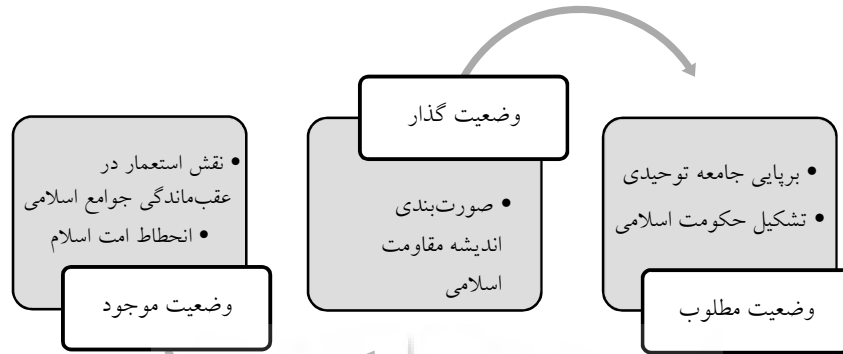 وضعیت گذار
نقش استعمار در
عقب‌ماندگی جوامع اسلامی
انحطاط امت اسلام
وضعیت موجود
صورت‌بندی
اندیشه مقاومت
اسلامی
برپایی جامعه توحیدی
تشکیل حکومت اسلامی
وضعیت مطلوب